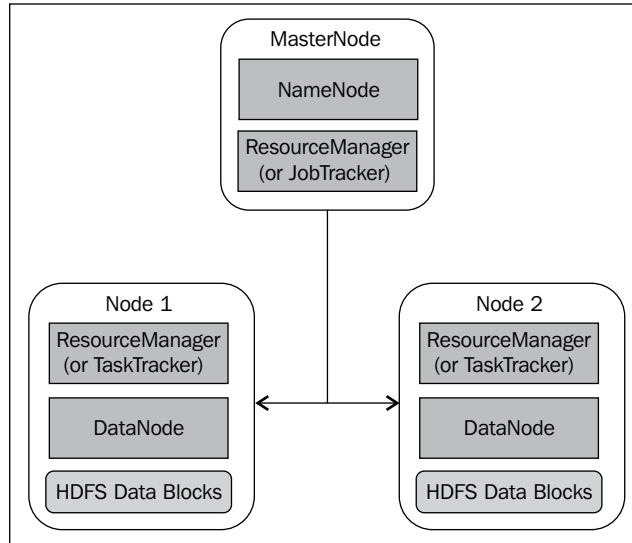 MasterNode
NameNode
ResourceManager
(or JobTracker)
Node 1
ResourceManager
(or TaskTracker)
DataNode
HDFS Data Blocks
Node 2
ResourceManager
(or TaskTracker)
DataNode
HDFS Data Blocks